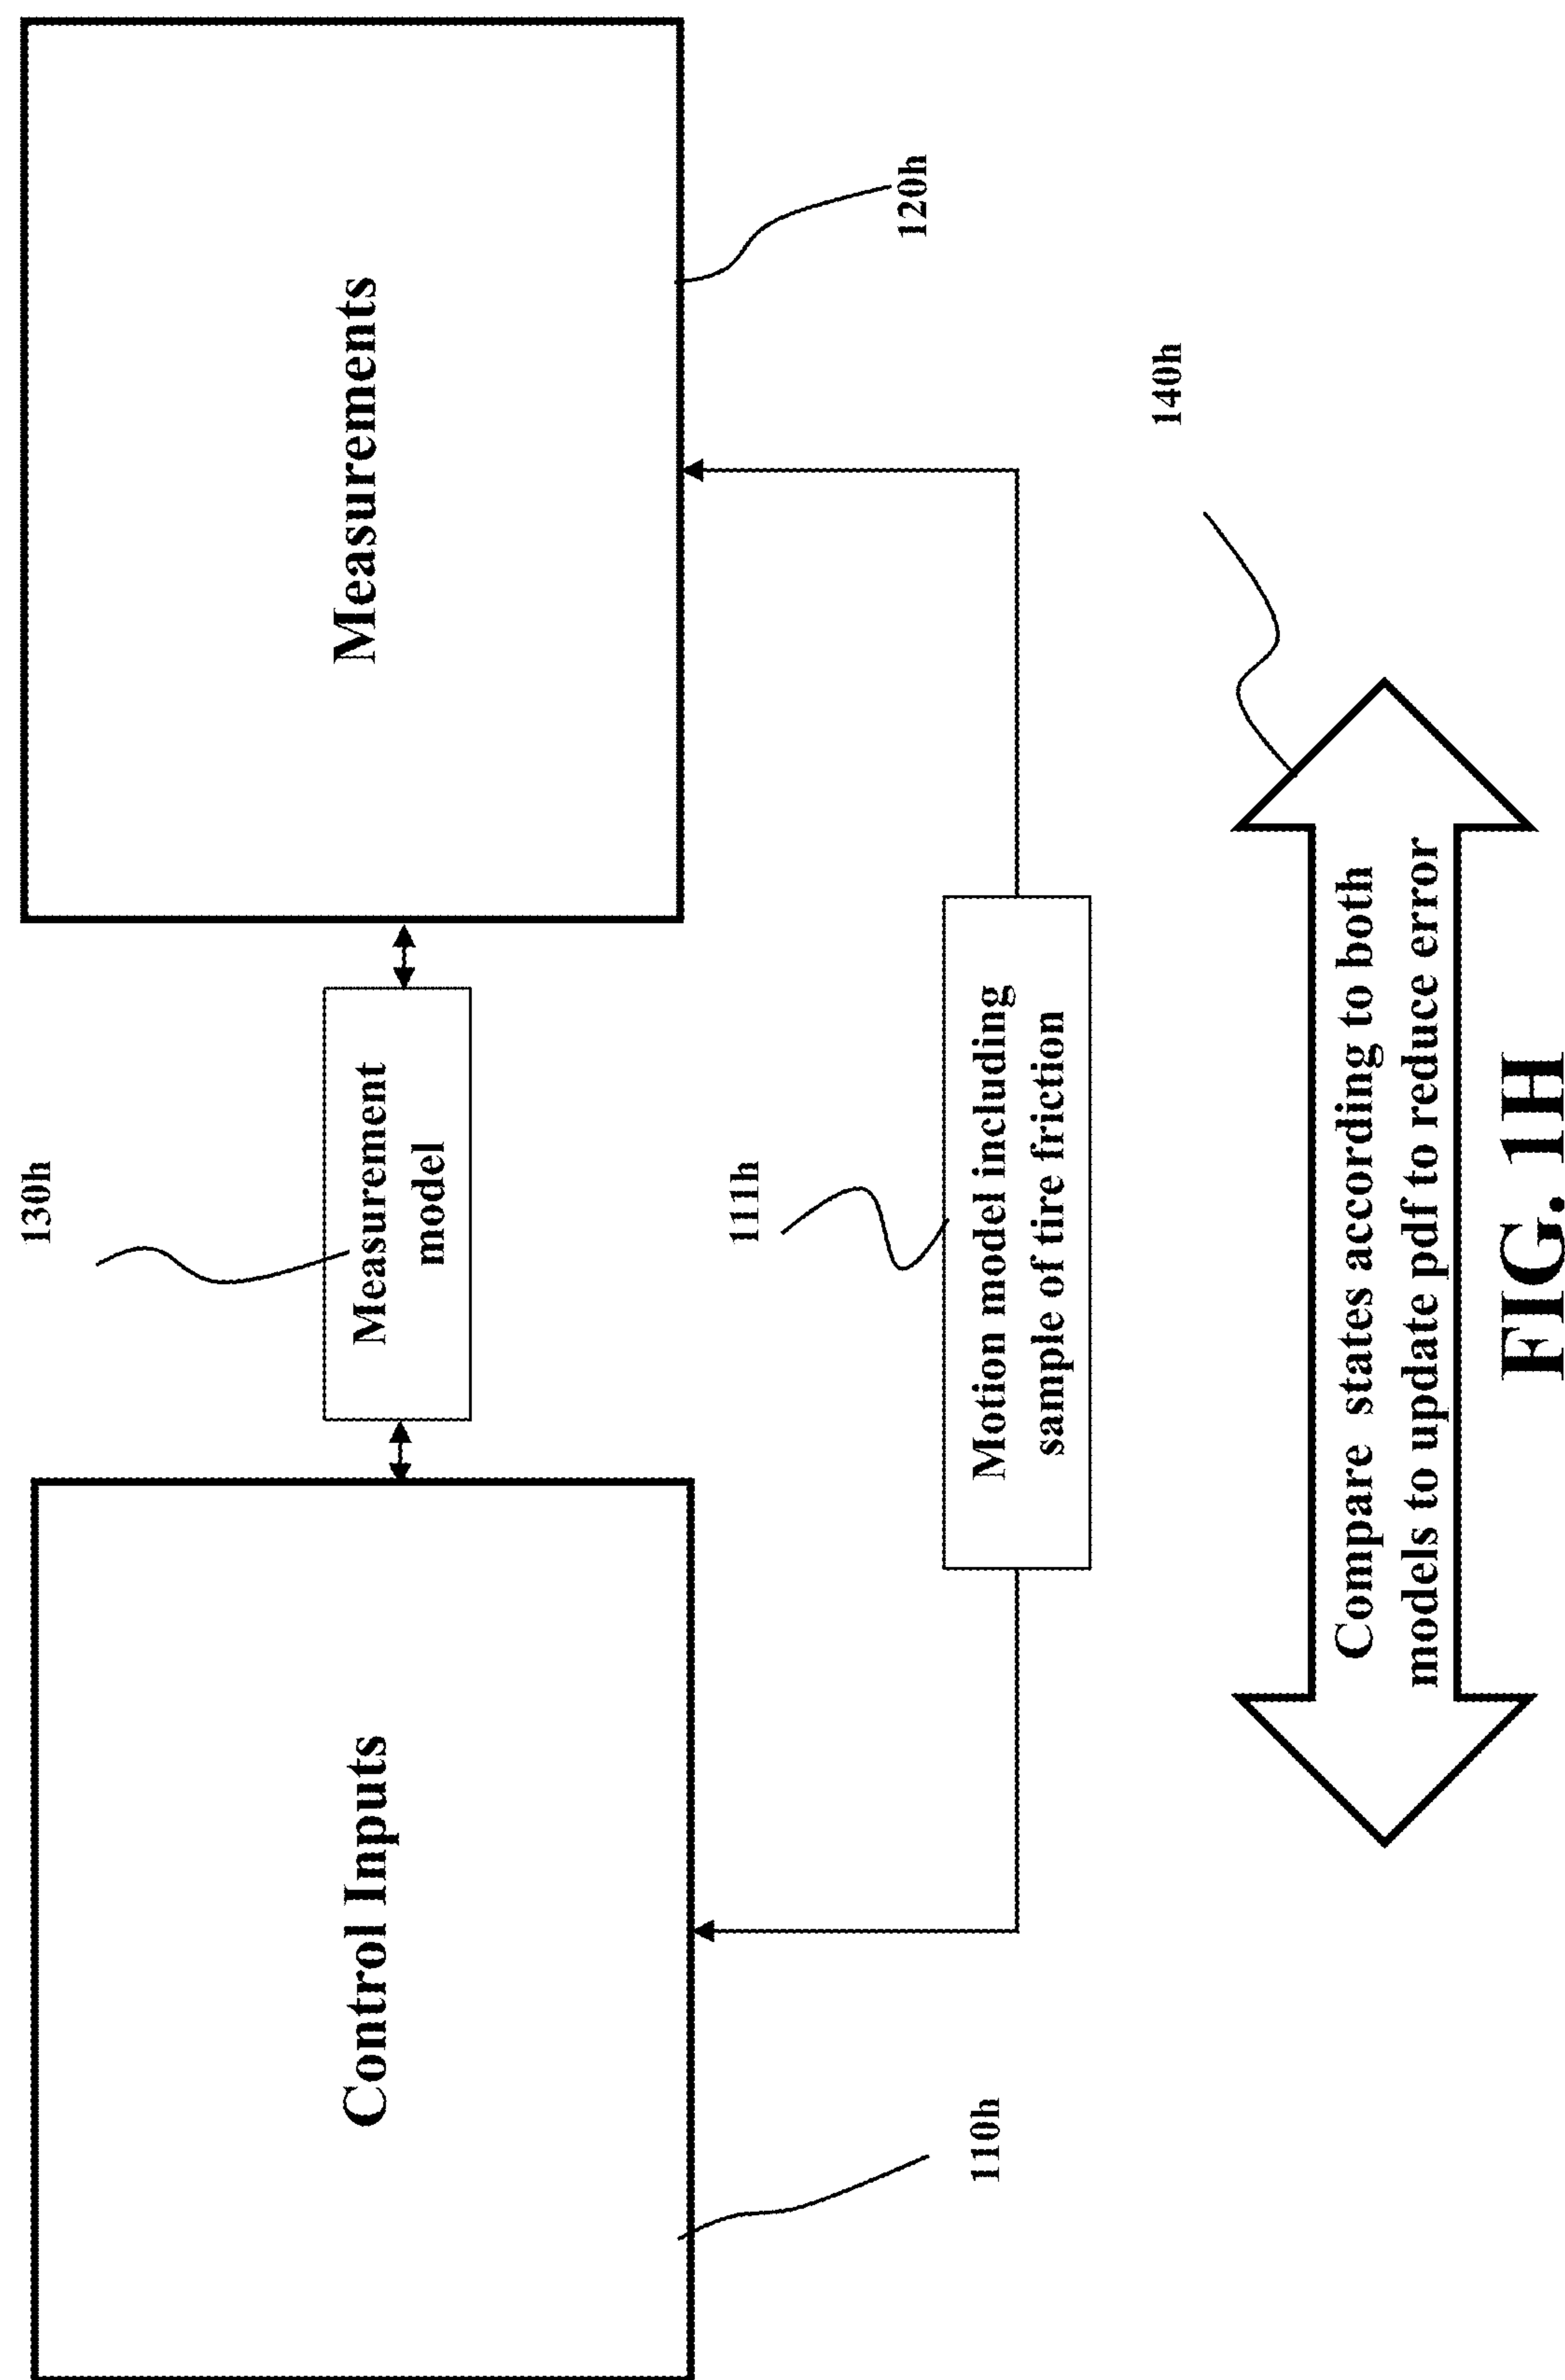 130h
Control Inputs
Measurement
model
Measurements
120h
110h
111h
Motion model including
sample of tire friction
140h
Compare states according to both
models to update pdf to reduce error
FIG. 1H